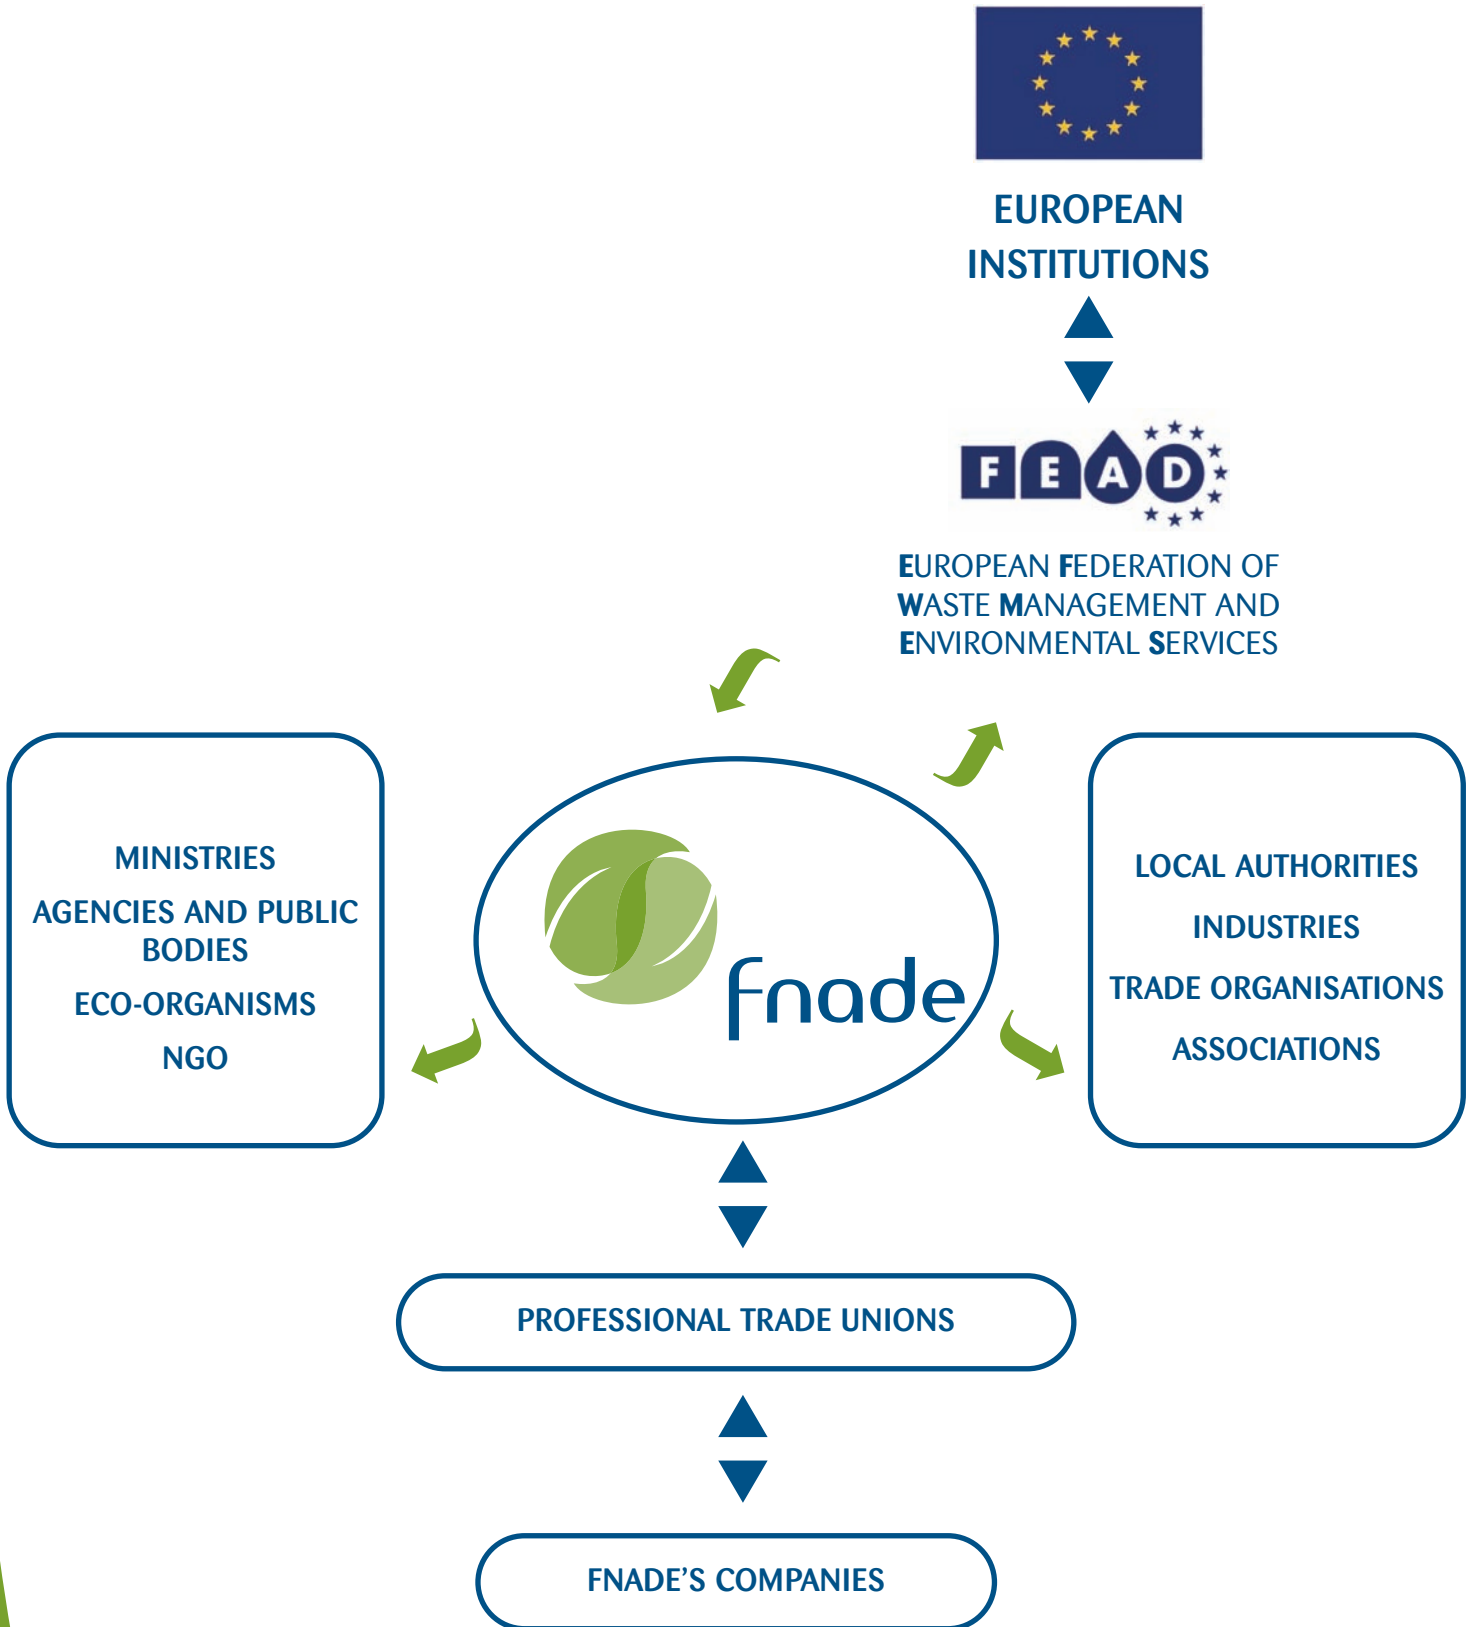 EUROPEAN
INSTITUTIONS
FEAD
EUROPEAN FEDERATION OF
WASTE MANAGEMENT AND
ENVIRONMENTAL SERVICES
MINISTRIES
AGENCIES AND PUBLIC
BODIES
ECO-ORGANISMS
NGO
fnade
LOCAL AUTHORITIES
INDUSTRIES
TRADE ORGANISATIONS
ASSOCIATIONS
PROFESSIONAL TRADE UNIONS
FNADE’S COMPANIES